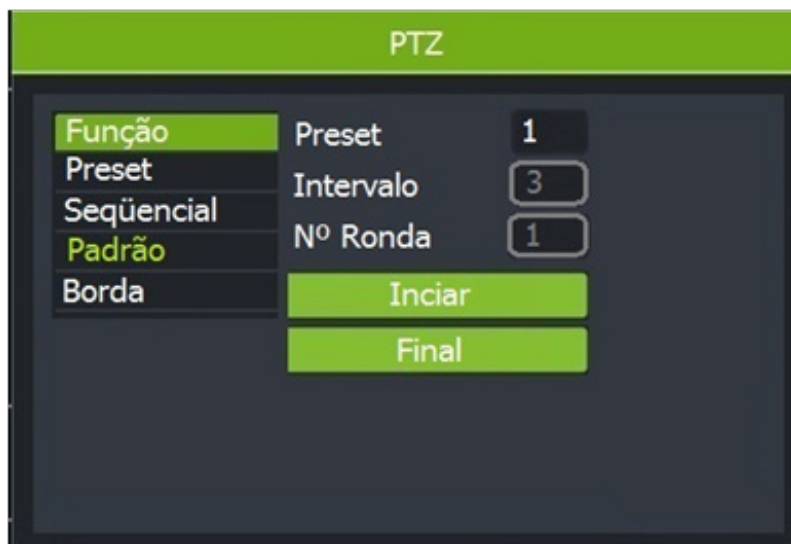 PTZ
Função
Preset
Seqüencial
Padrão
Borda
Preset 1
Intervalo 3
Nº Ronda 1
Inciar
Final